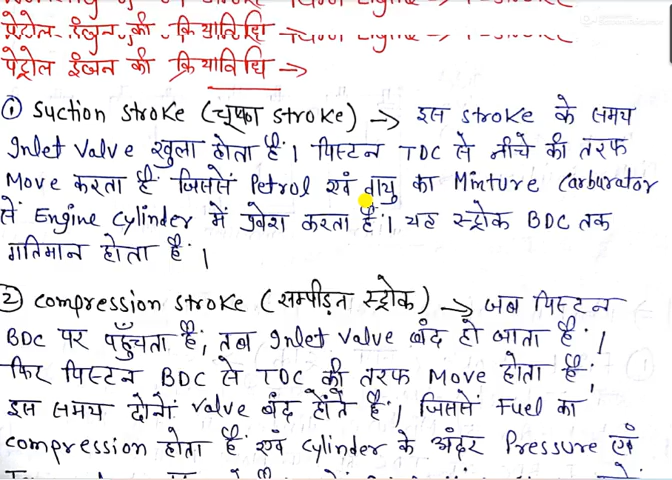 पेट्रोल इंजन की क्रियाविधि →
पेट्रोल इंजन की क्रियाविधि →
① Suction Stroke (चूषण Stroke) → इस Stroke के समय
Inlet Valve खुला होता है। पिस्टन TDC से नीचे की तरफ
Move करता है जिससें Petrol एवं वायु का Minture Carburator
सें Engine Cylinder में प्रवेश करता है। यह स्ट्रोक BDC तक
गतिमान होता है।
② Compression Stroke (सम्पीड़न स्ट्रोक) → जब पिस्टन
BDC पर पहुँचता है, तब Inlet Valve बंद हो जाता है।
फिर पिस्टन BDC से TDC की तरफ Move होता है,
इस समय दोनों Valve बंद होते है। जिससें Fuel का
Compression होता है एवं Cylinder के अंदर Pressure एवं